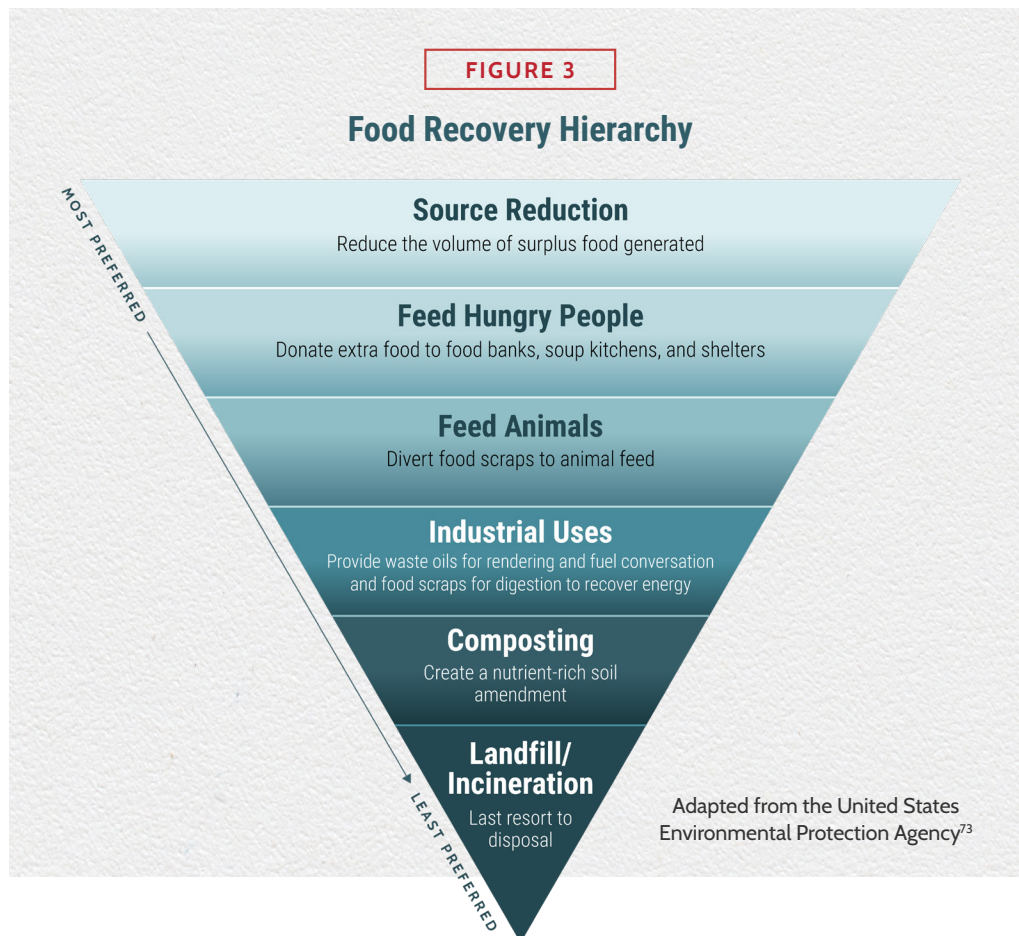 FIGURE 3
Food Recovery Hierarchy
MOST PREFERRED
Source Reduction
Reduce the volume of surplus food generated
Feed Hungry People
Donate extra food to food banks, soup kitchens, and shelters
Feed Animals
Divert food scraps to animal feed
Industrial Uses
Provide waste oils for rendering and fuel conversation
and food scraps for digestion to recover energy
Composting
Create a nutrient-rich soil
amendment
Landfill/
Incineration
Last resort to
disposal
LEAST PREFERRED
Adapted from the United States
Environmental Protection Agency73